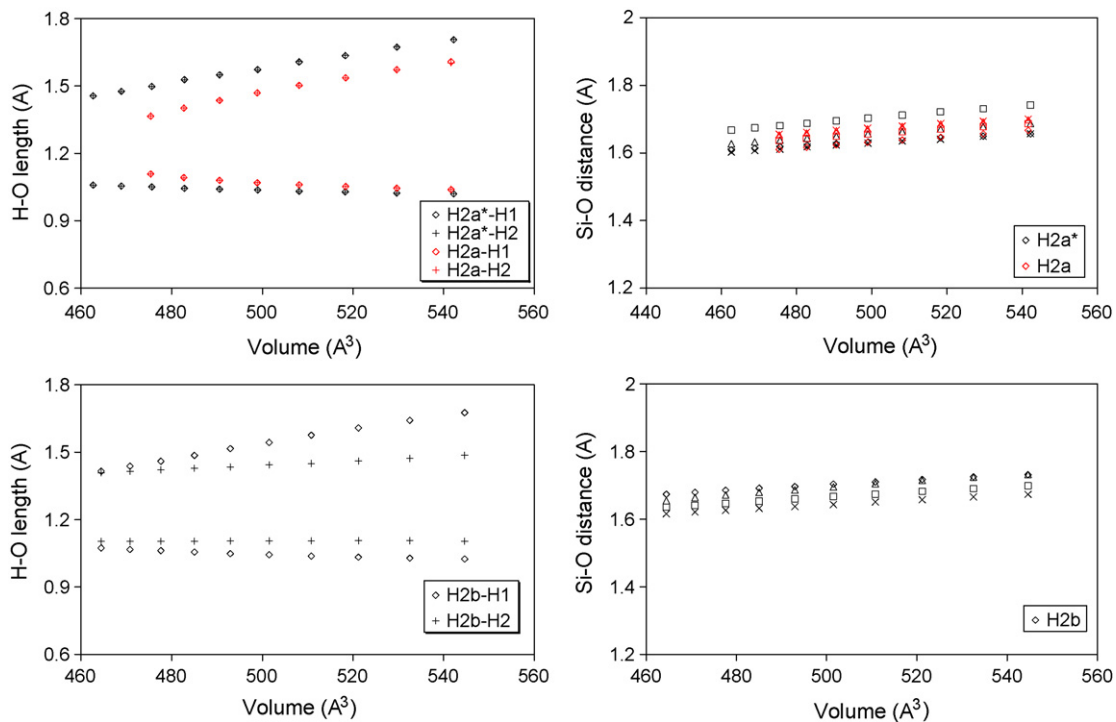 1.8
1.5
1.2
0.9
0.6
H-O length (A)
460 480 500 520 540 560
Volume (A³)
H2a*-H1
H2a*-H2
H2a-H1
H2a-H2
2
1.8
1.6
1.4
1.2
Si-O distance (A)
440 460 480 500 520 540 560
Volume (A³)
H2a*
H2a
1.8
1.5
1.2
0.9
0.6
H-O length (A)
460 480 500 520 540 560
Volume (A³)
H2b-H1
H2b-H2
2
1.8
1.6
1.4
1.2
Si-O distance (A)
460 480 500 520 540 560
Volume (A³)
H2b